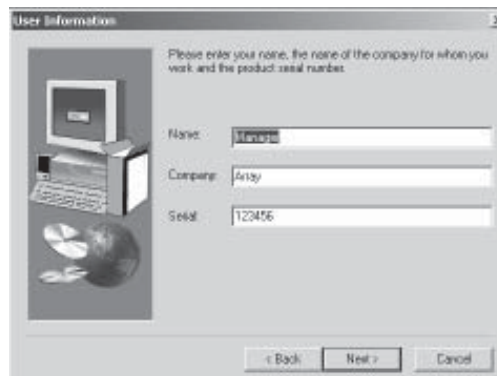 User Information
Please enter your name, the name of the company for whom you
work and the product serial number.
Name:
Manager
Company:
Array
Serial:
123456
< Back
Next >
Cancel